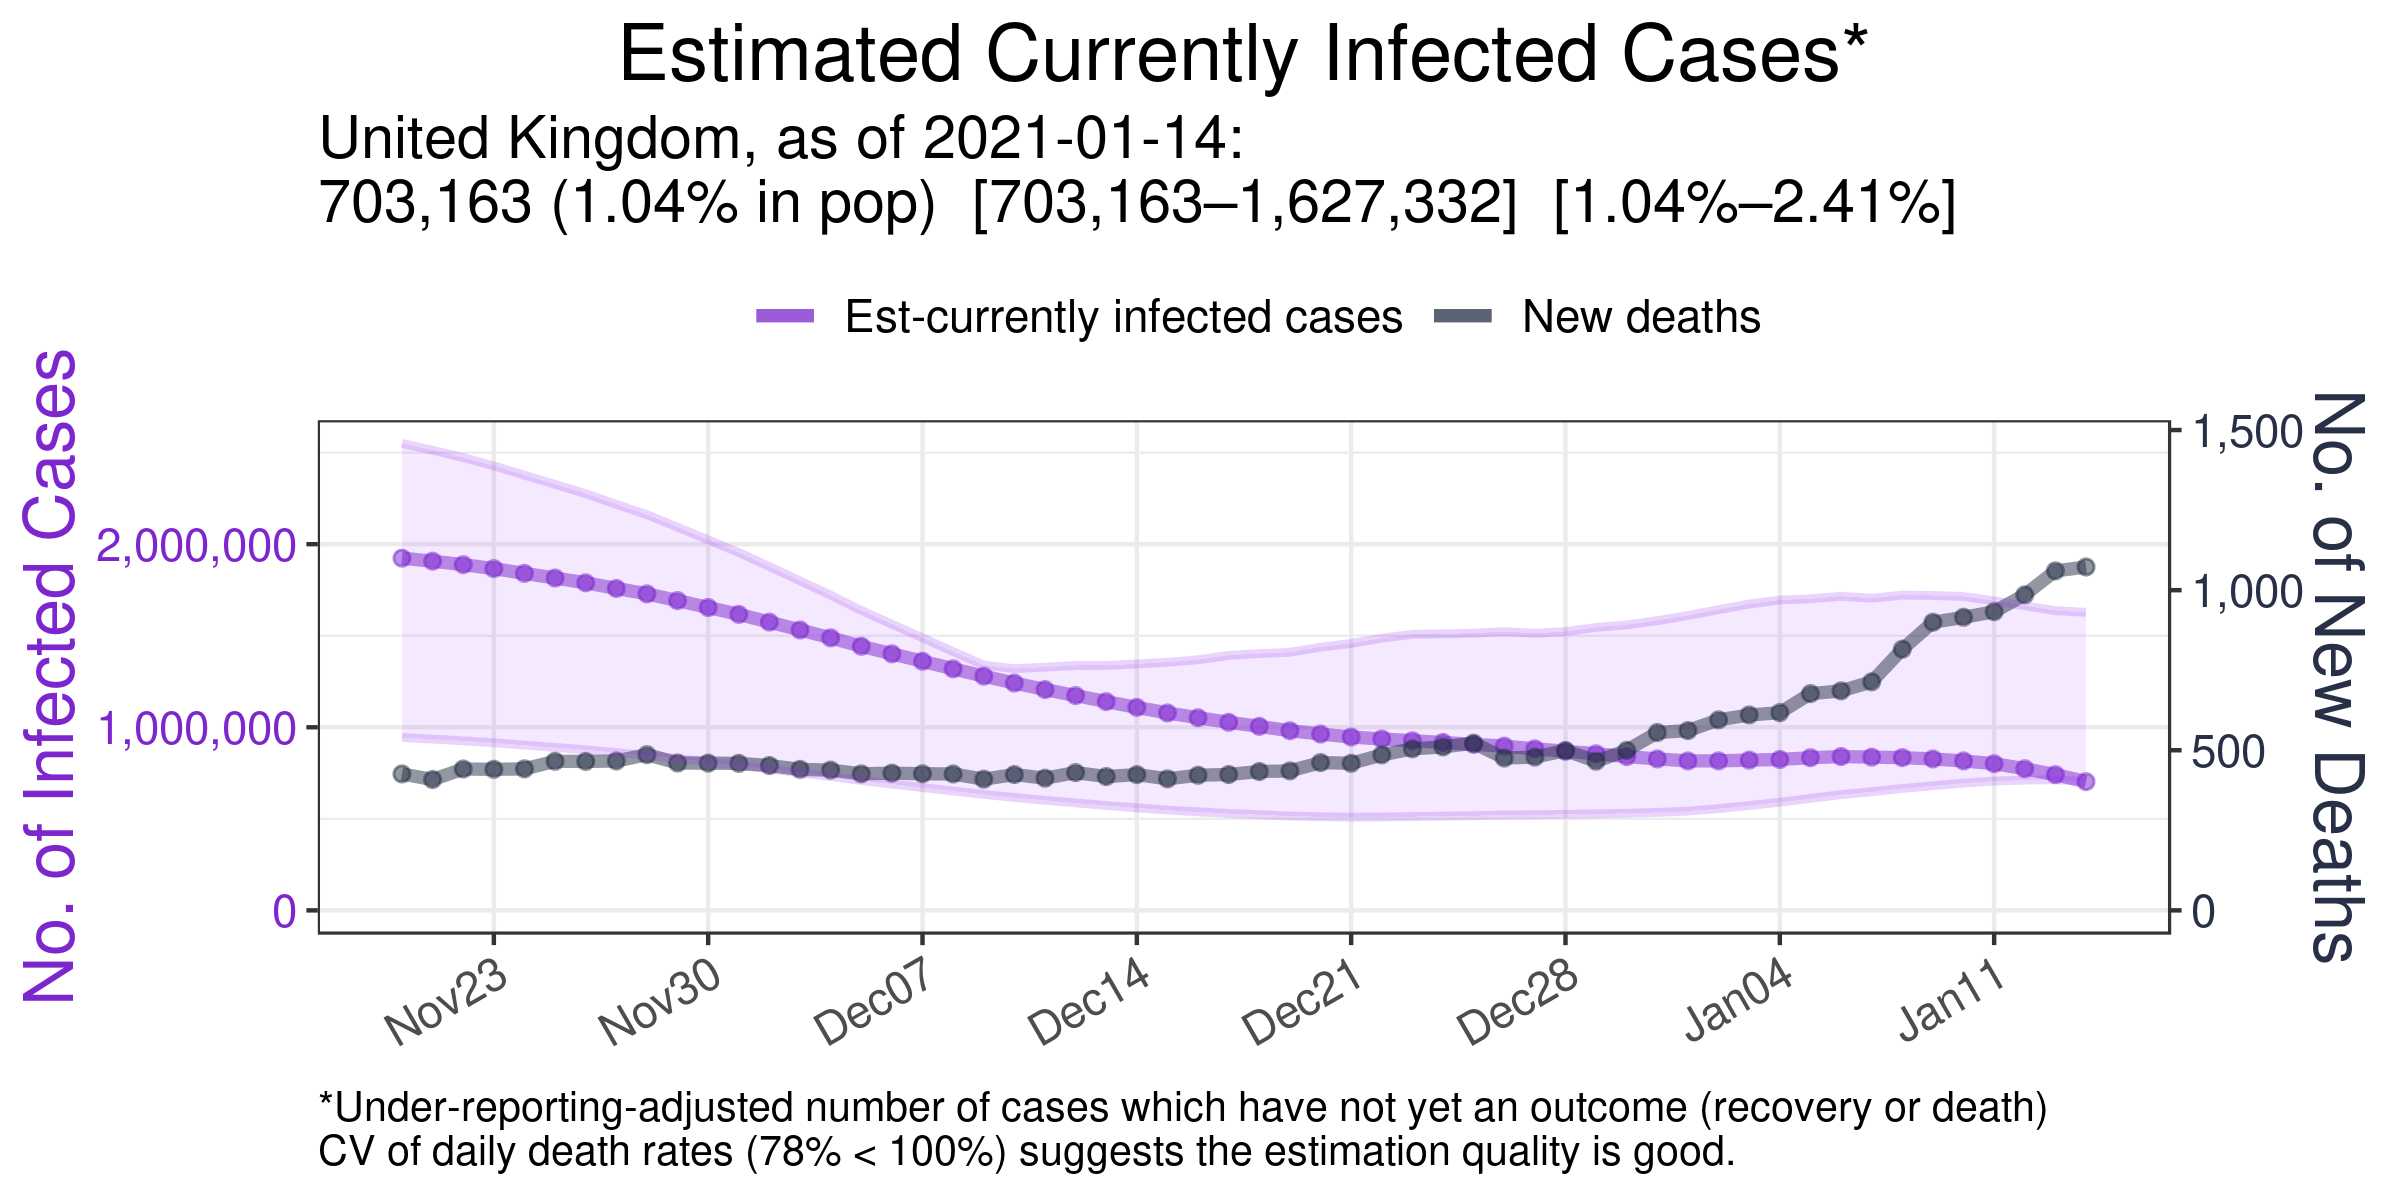 Estimated Currently Infected Cases*
United Kingdom, as of 2021-01-14:
703,163 (1.04% in pop) [703,163–1,627,332] [1.04%–2.41%]
Est-currently infected cases New deaths
No. of Infected Cases
2,000,000
1,000,000
0
1,500
1,000
500
0
No. of New Deaths
Nov23 Nov30 Dec07 Dec14 Dec21 Dec28 Jan04 Jan11
*Under-reporting-adjusted number of cases which have not yet an outcome (recovery or death)
CV of daily death rates (78% < 100%) suggests the estimation quality is good.